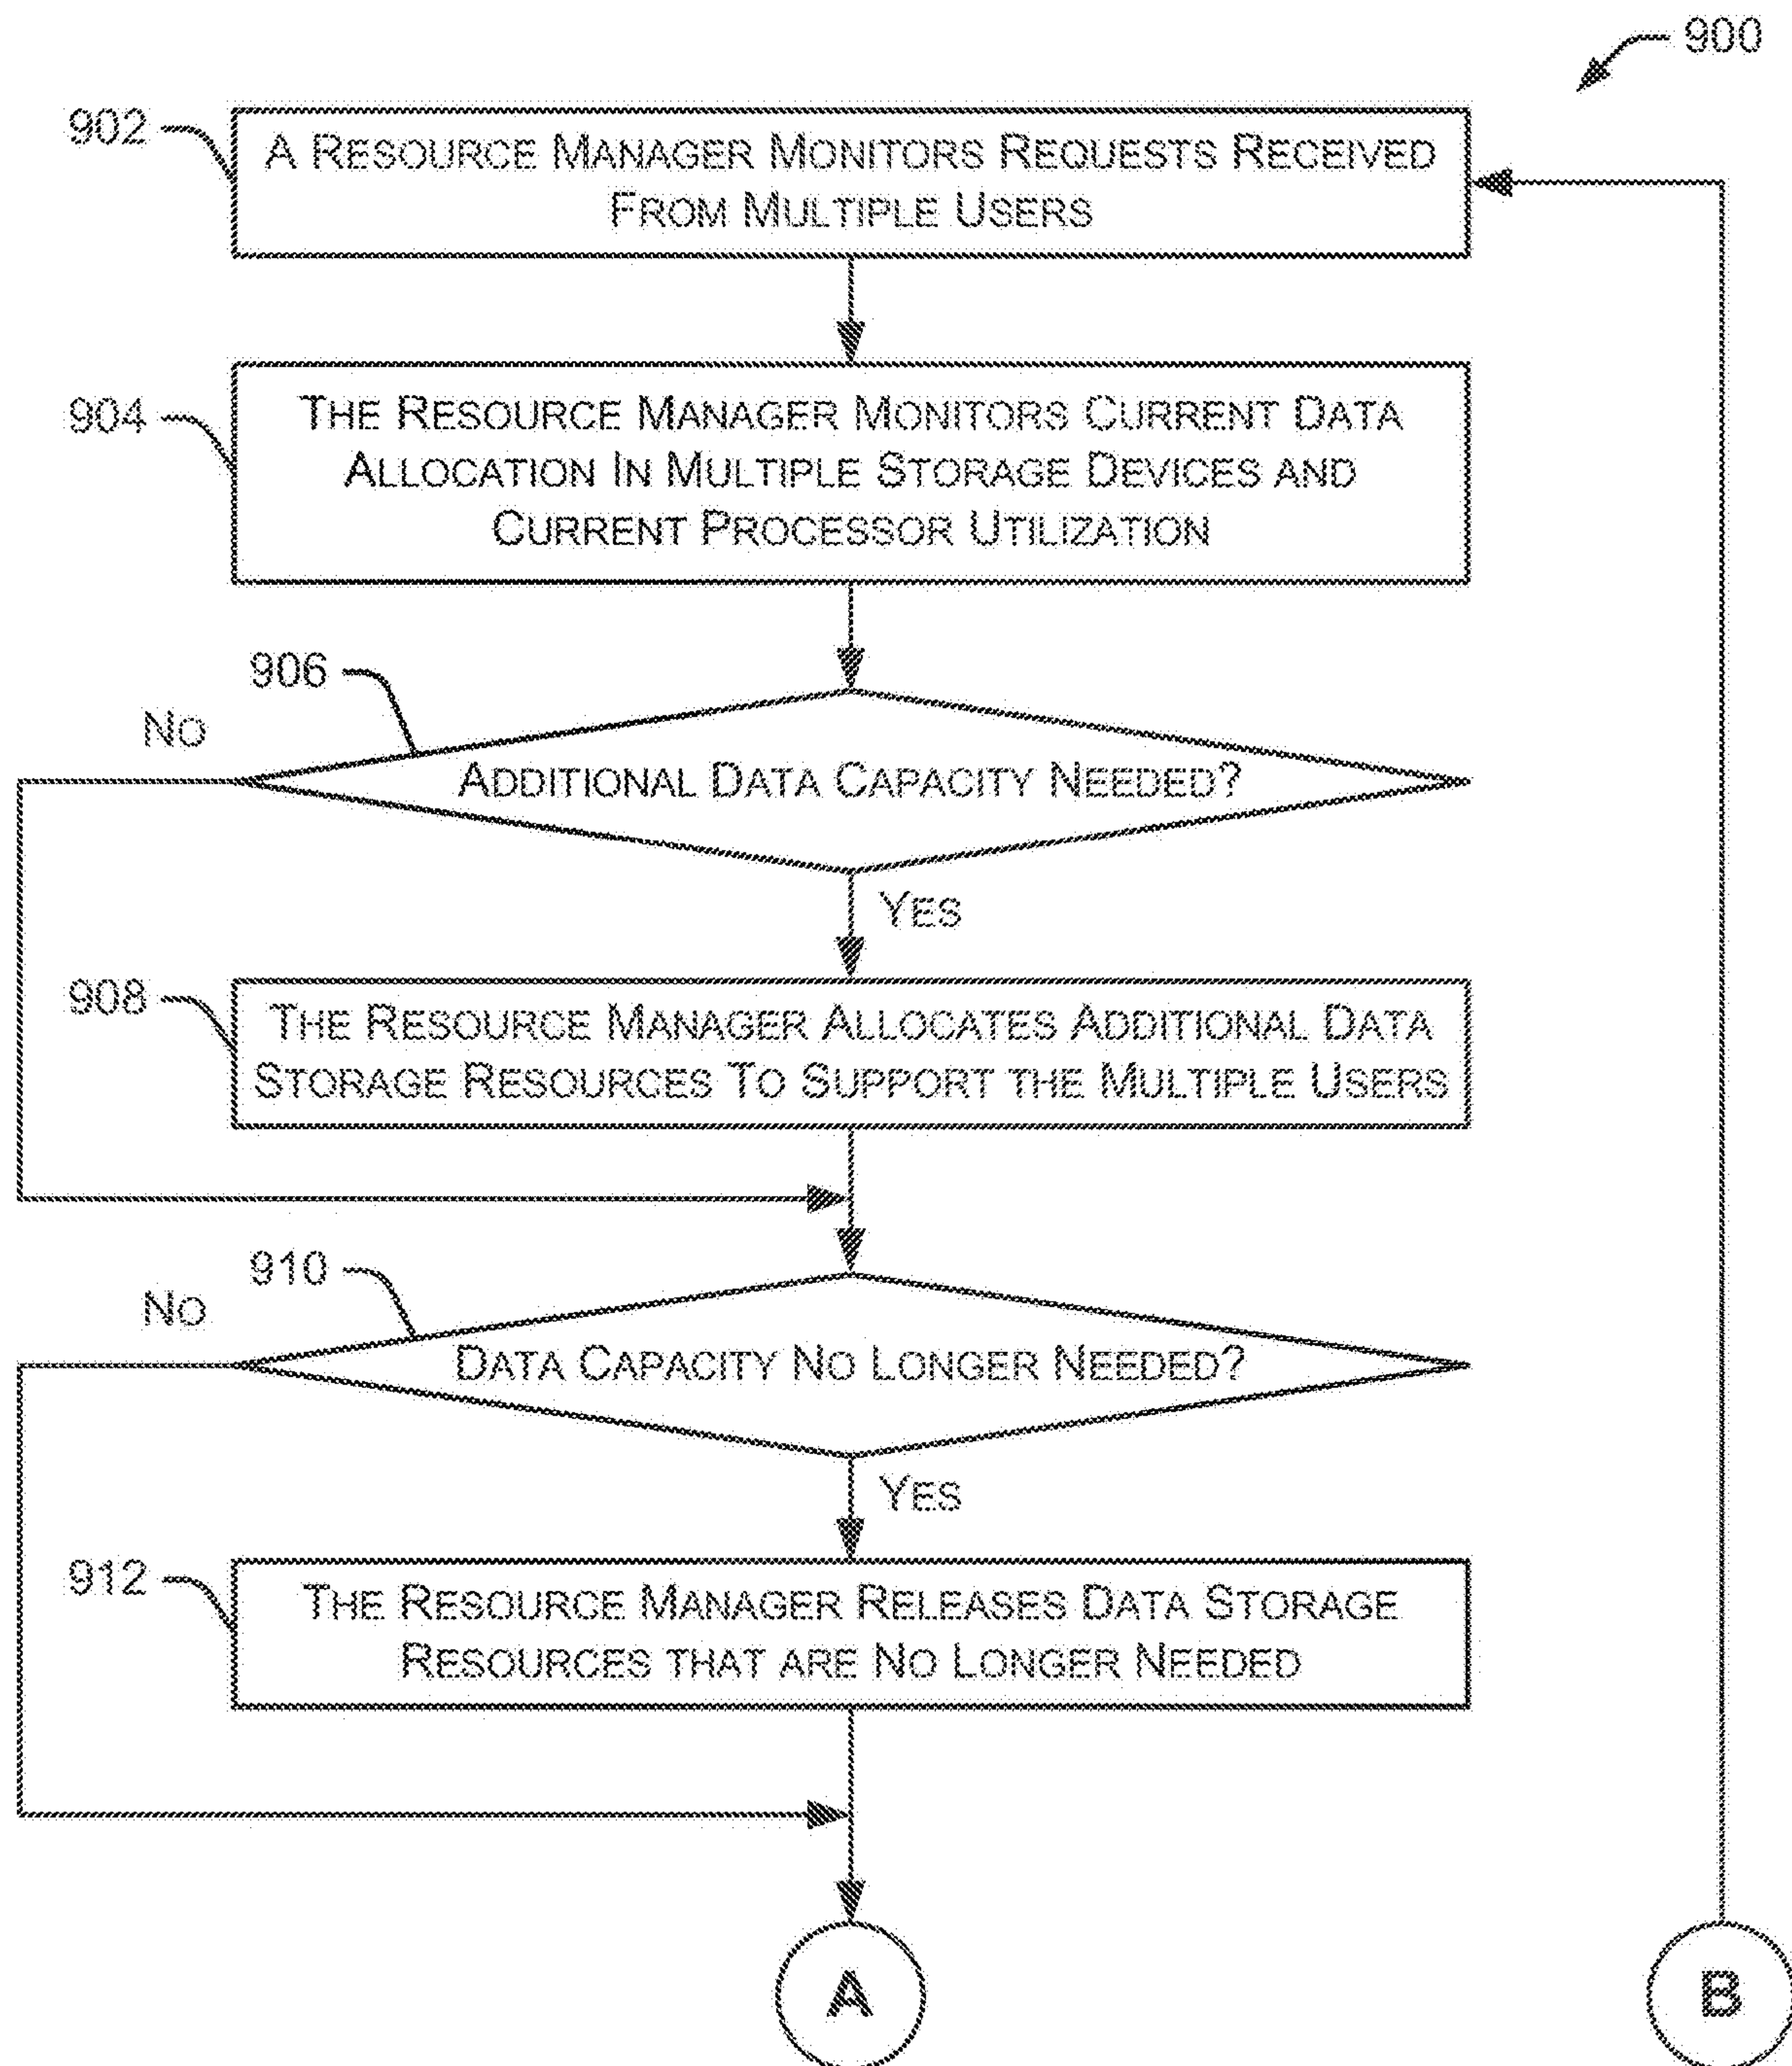 900
902
A Resource Manager Monitors Requests Received
From Multiple Users
904
The Resource Manager Monitors Current Data
Allocation In Multiple Storage Devices and
Current Processor Utilization
906
No
Additional Data Capacity Needed?
Yes
908
The Resource Manager Allocates Additional Data
Storage Resources To Support the Multiple Users
910
No
Data Capacity No Longer Needed?
Yes
912
The Resource Manager Releases Data Storage
Resources that are No Longer Needed
A
B